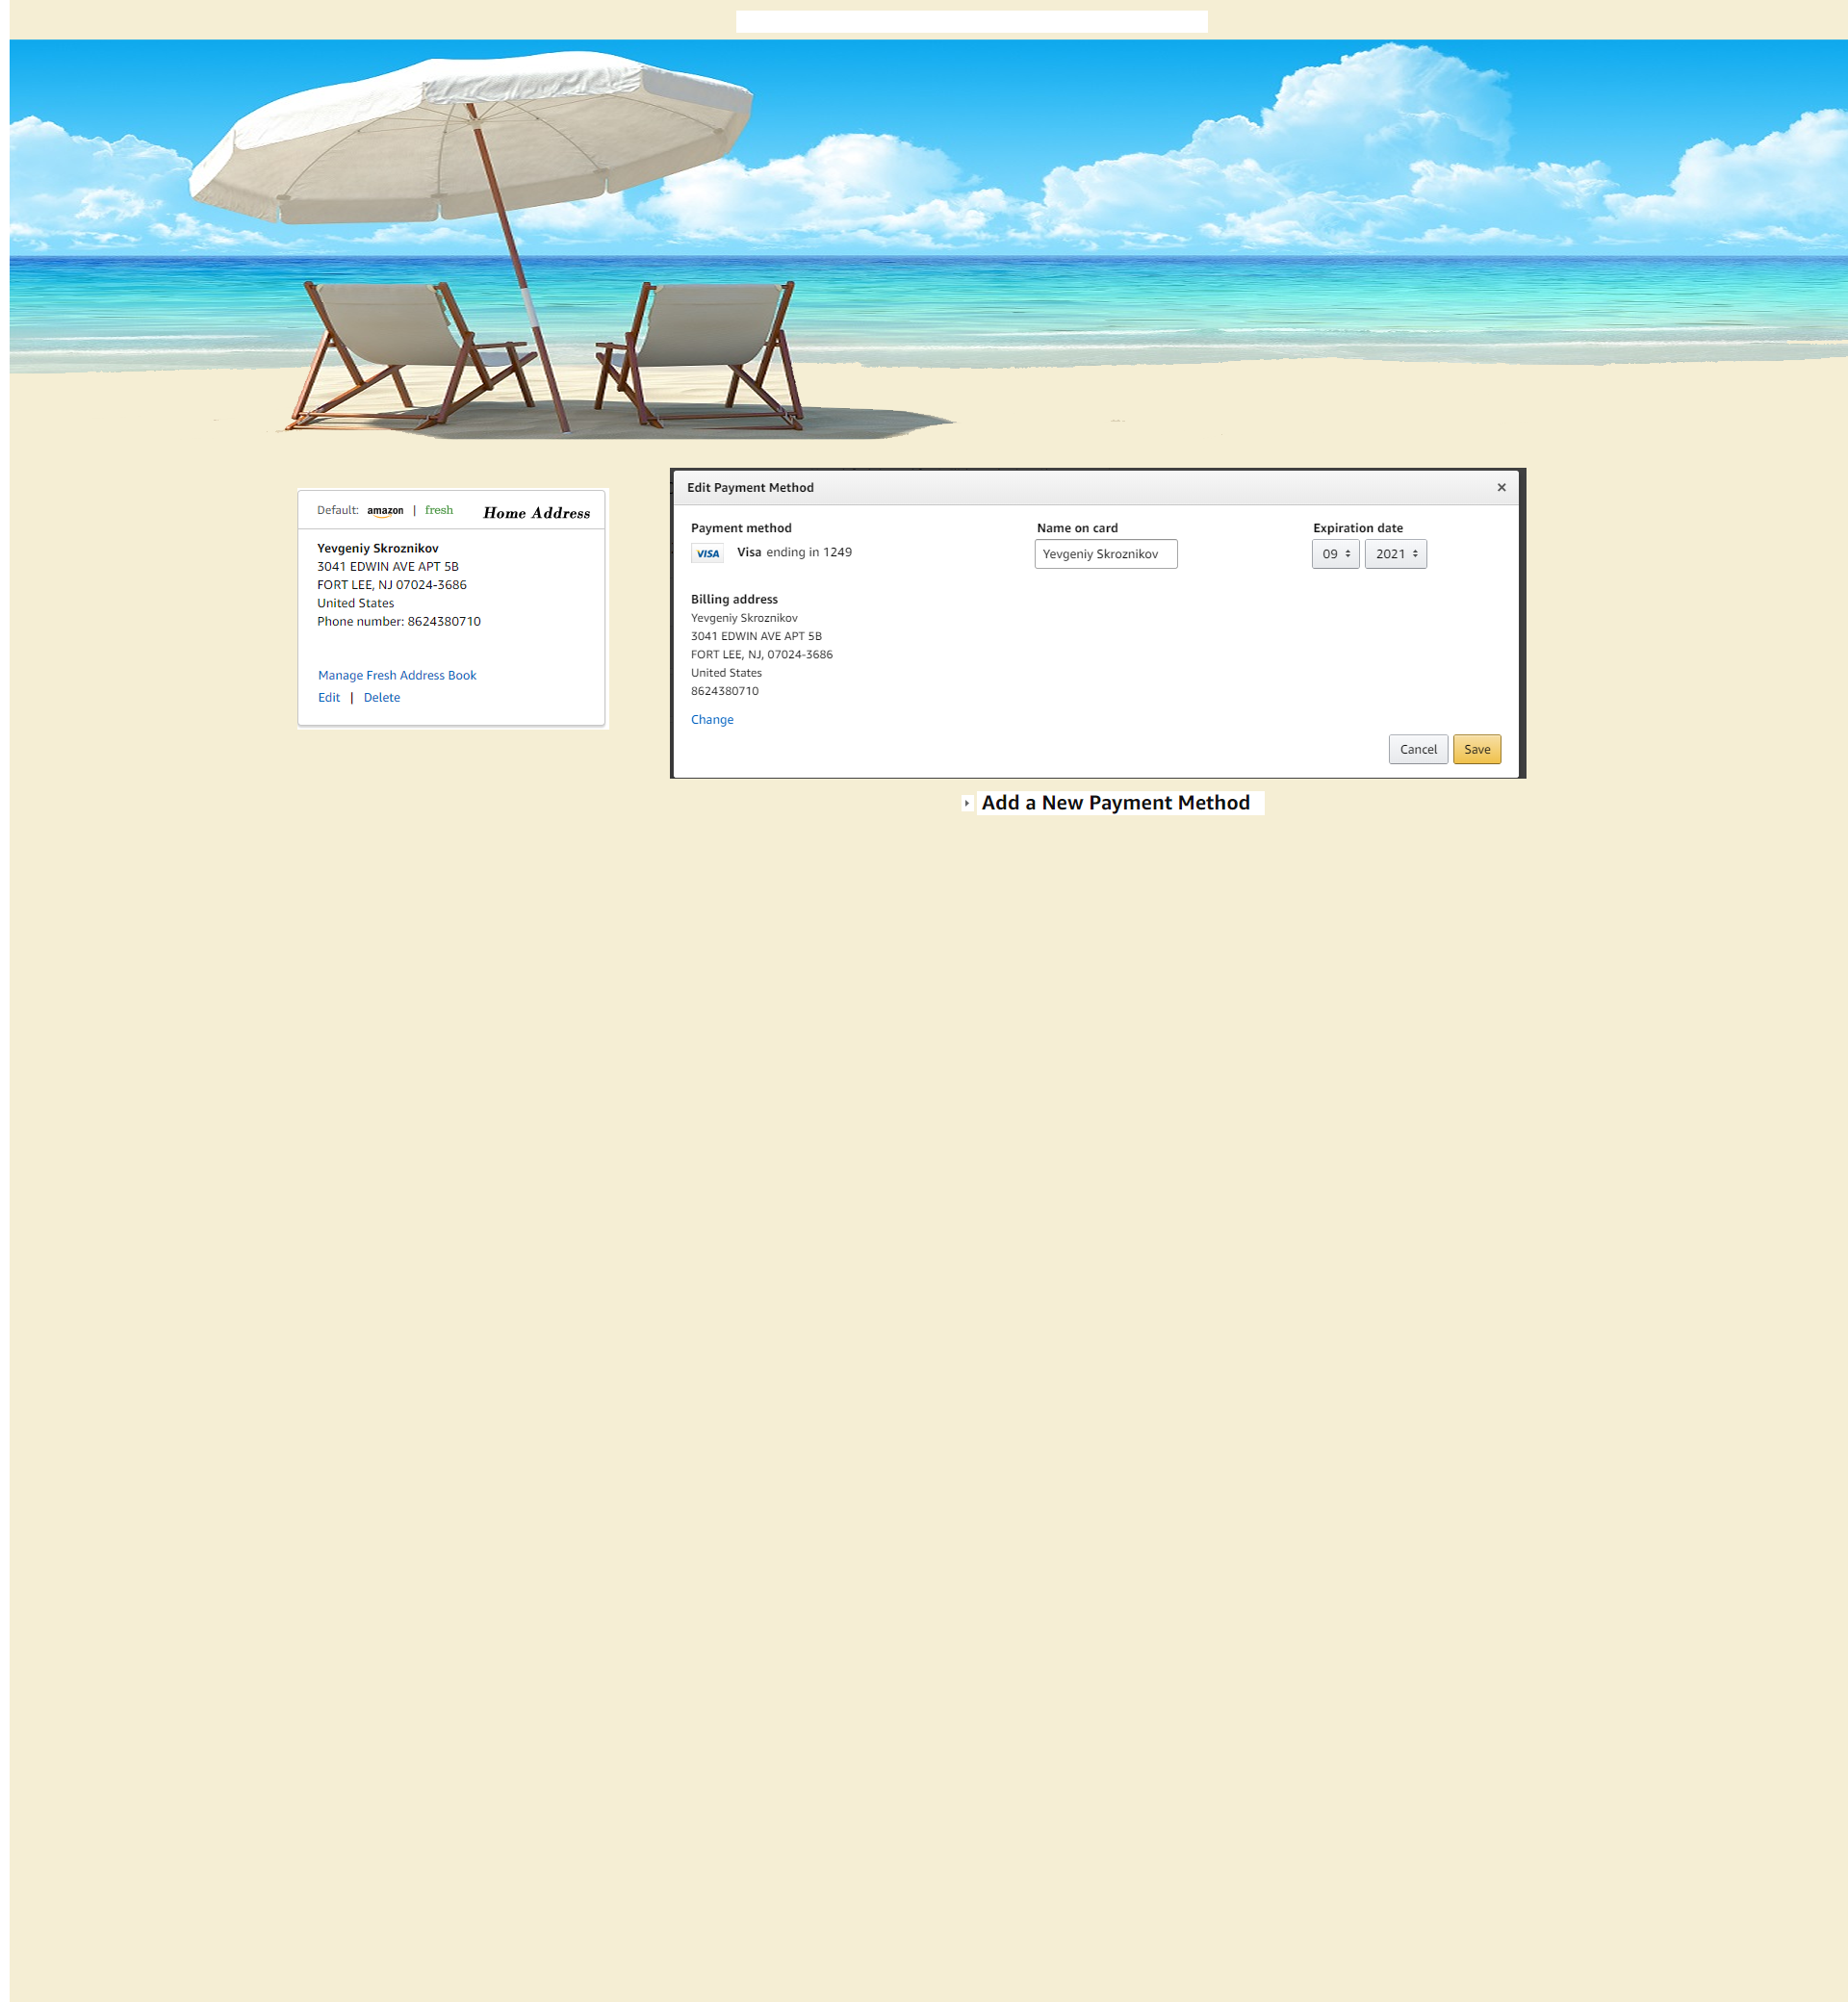 Default: amazon | fresh Home Address
Yevgeniy Skroznikov
3041 EDWIN AVE APT 5B
FORT LEE, NJ 07024-3686
United States
Phone number: 8624380710
Manage Fresh Address Book
Edit | Delete
Edit Payment Method ×
Payment method Name on card Expiration date
VISA Visa ending in 1249 Yevgeniy Skroznikov 09 2021
Billing address
Yevgeniy Skroznikov
3041 EDWIN AVE APT 5B
FORT LEE, NJ, 07024-3686
United States
8624380710
Change
Cancel Save
Add a New Payment Method